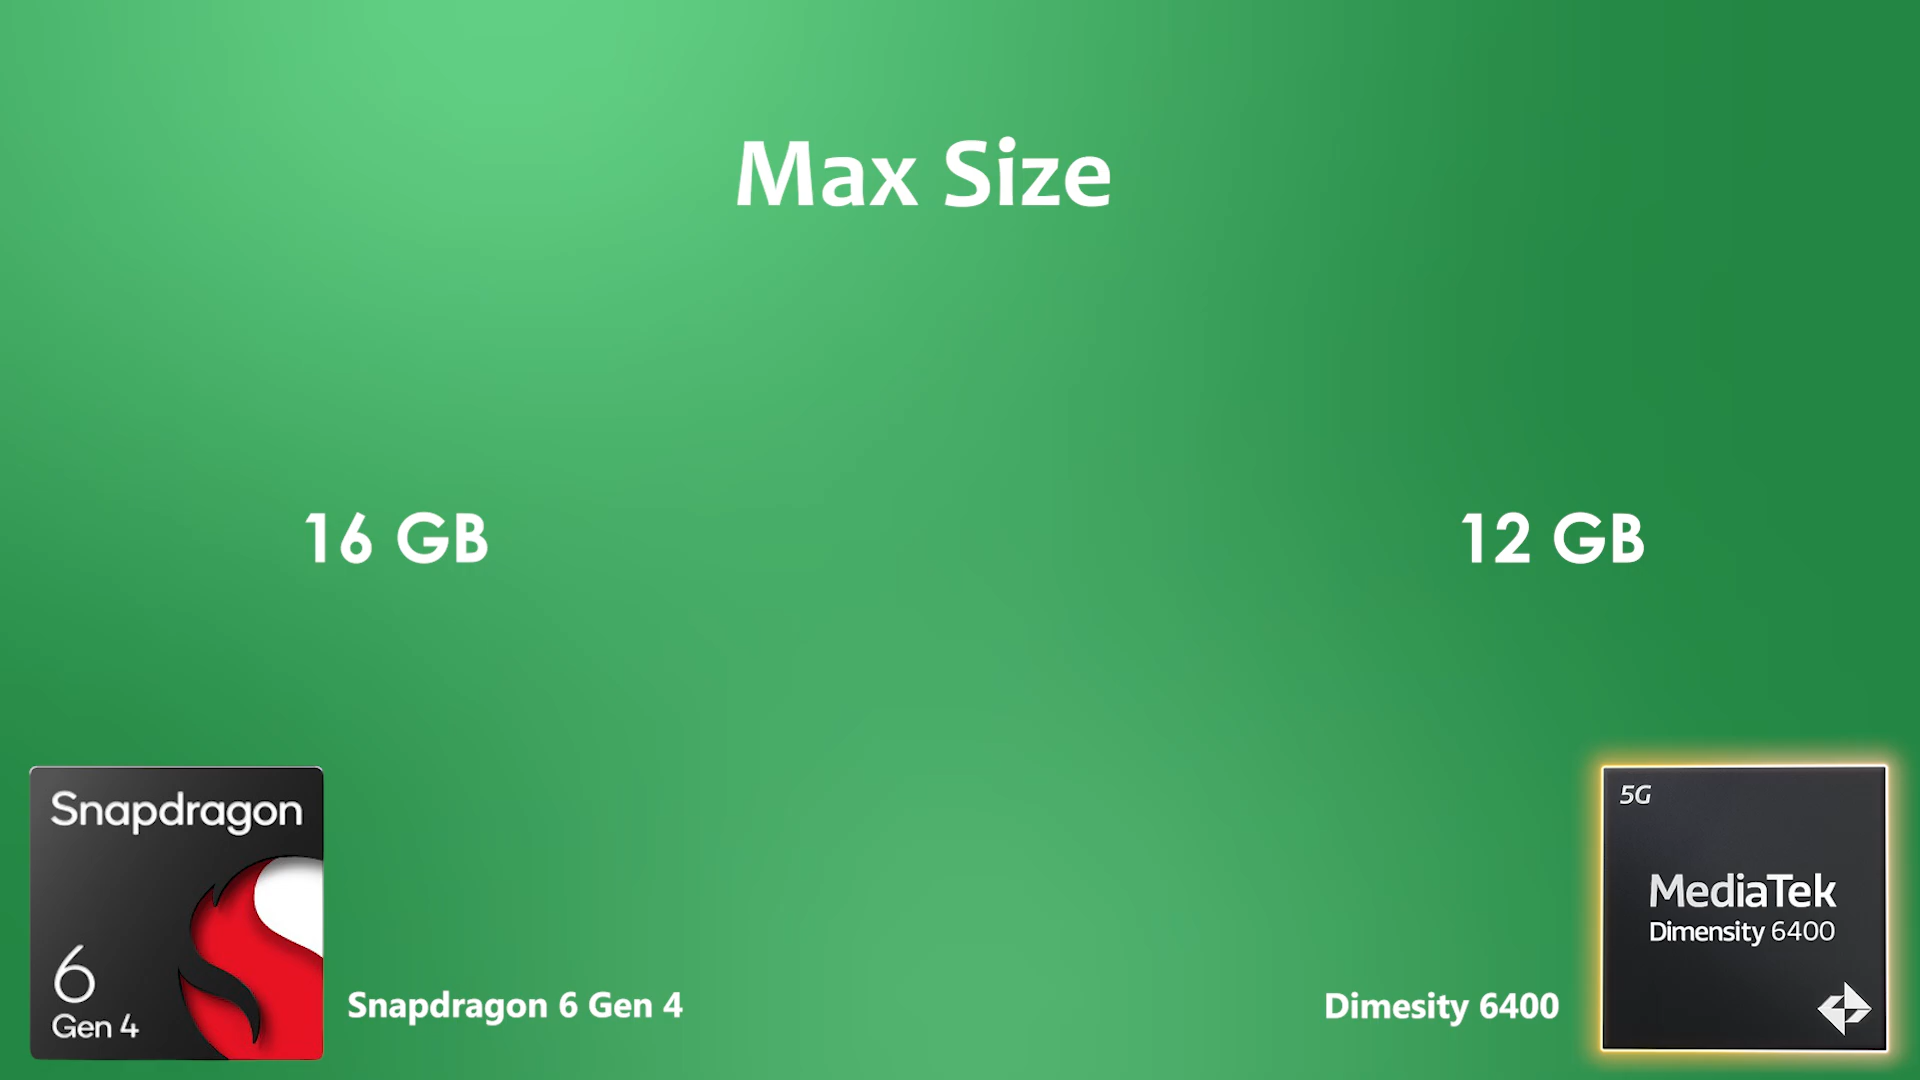 Max Size
16 GB
12 GB
Snapdragon
6
Gen 4
Snapdragon 6 Gen 4
Dimesity 6400
5G
MediaTek
Dimensity 6400